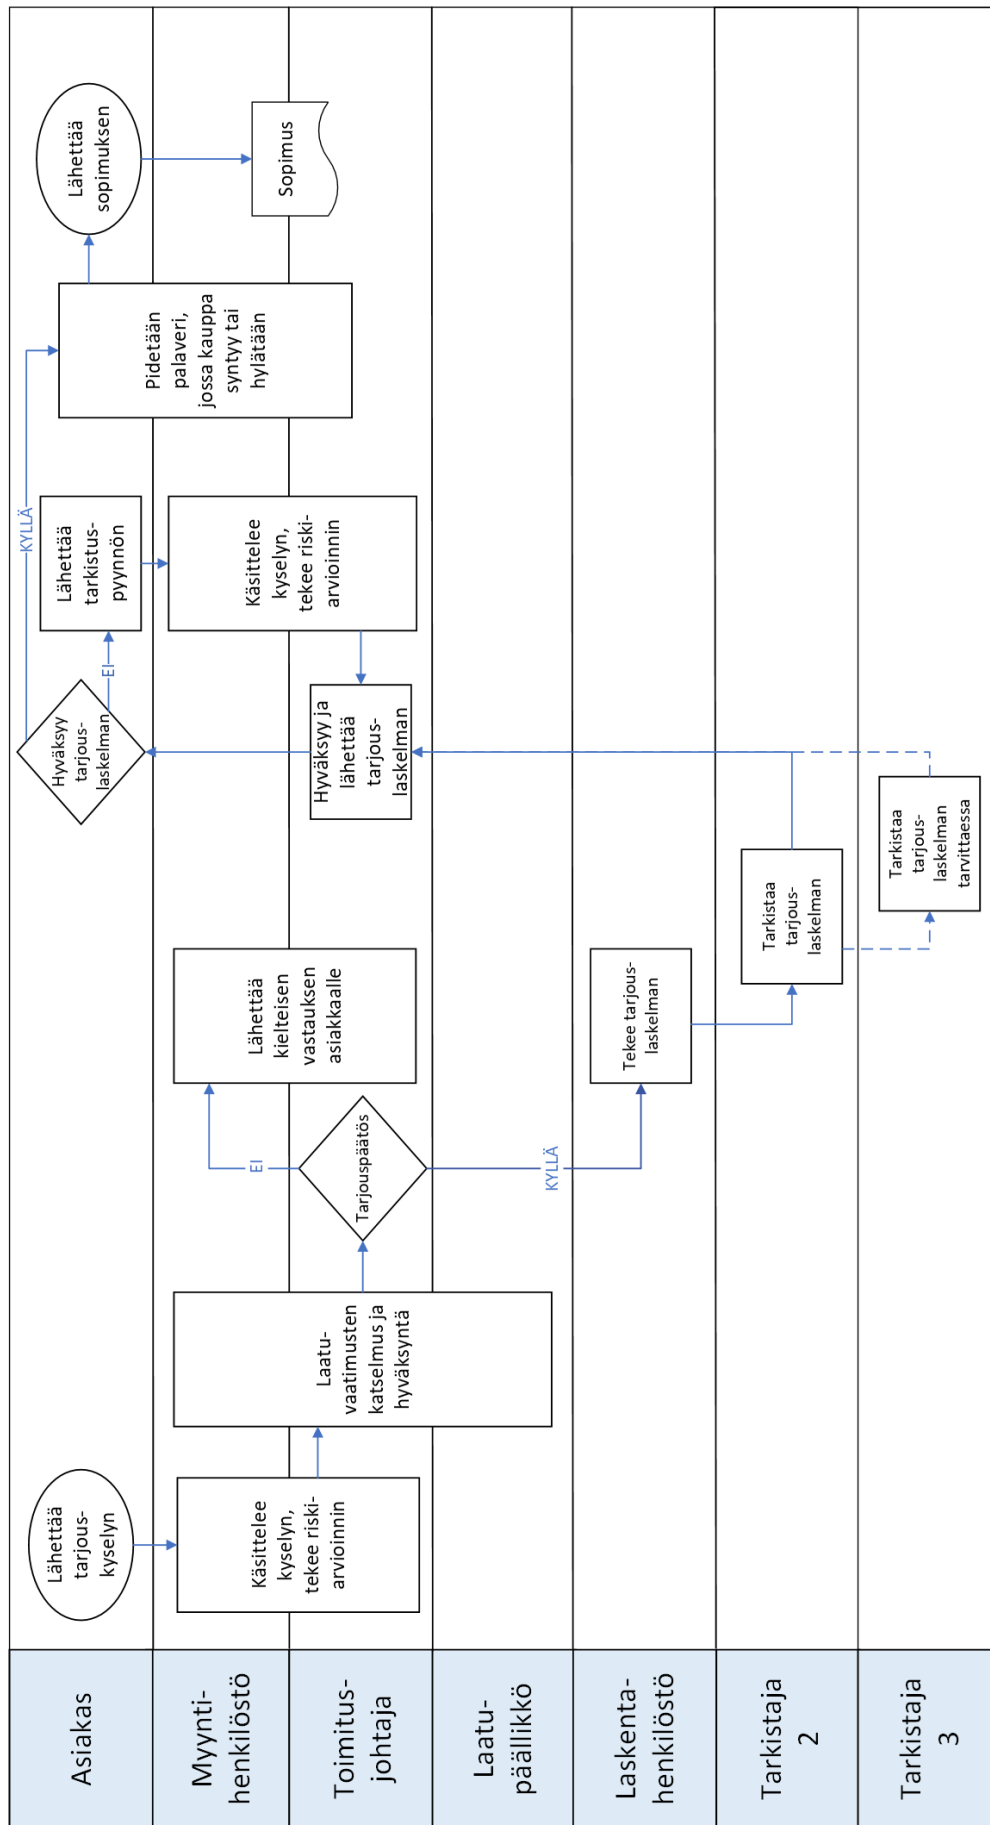 Asiakas
Myynti-
henkilöstö
Toimitus-
johtaja
Laatu-
päällikkö
Laskenta-
henkilöstö
Tarkistaja
2
Tarkistaja
3
Lähettää
tarjous-
kyselyn
Käsittelee
kyselyn,
tekee riski-
arvioinnin
Laatu-
vaatimusten
katselmus ja
hyväksyntä
Tarjouspäätös
EI
KYLLÄ
Lähettää
kielteisen
vastauksen
asiakkaalle
Tekee tarjous-
laskelman
Tarkistaa
tarjous-
laskelman
Tarkistaa
tarjous-
laskelman
tarvittaessa
Hyväksyy ja
lähettää
tarjous-
laskelman
Hyväksyy
tarjous-
laskelman
EI
KYLLÄ
Lähettää
tarkistus-
pyynnön
Käsittelee
kyselyn,
tekee riski-
arvioinnin
Pidetään
palaveri,
jossa kauppa
syntyy tai
hylätään
Lähettää
sopimuksen
Sopimus